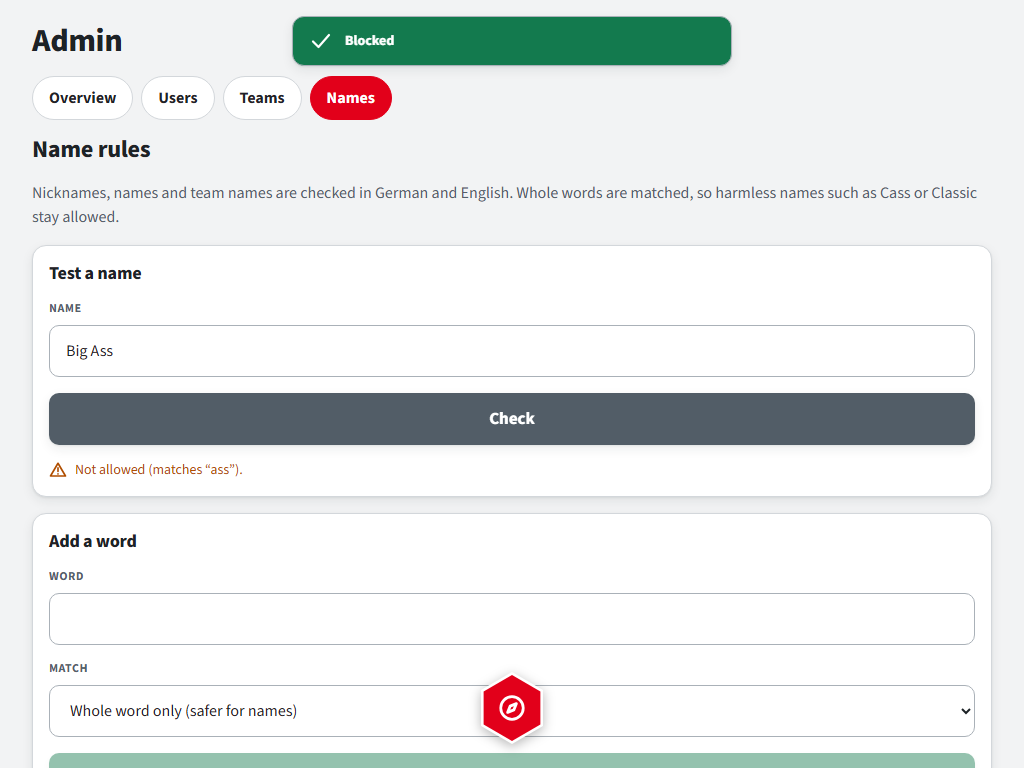 Admin
Blocked
Overview
Users
Teams
Names
Name rules
Nicknames, names and team names are checked in German and English. Whole words are matched, so harmless names such as Cass or Classic
stay allowed.
Test a name
NAME
Big Ass
Check
Not allowed (matches “ass”).
Add a word
WORD
MATCH
Whole word only (safer for names)